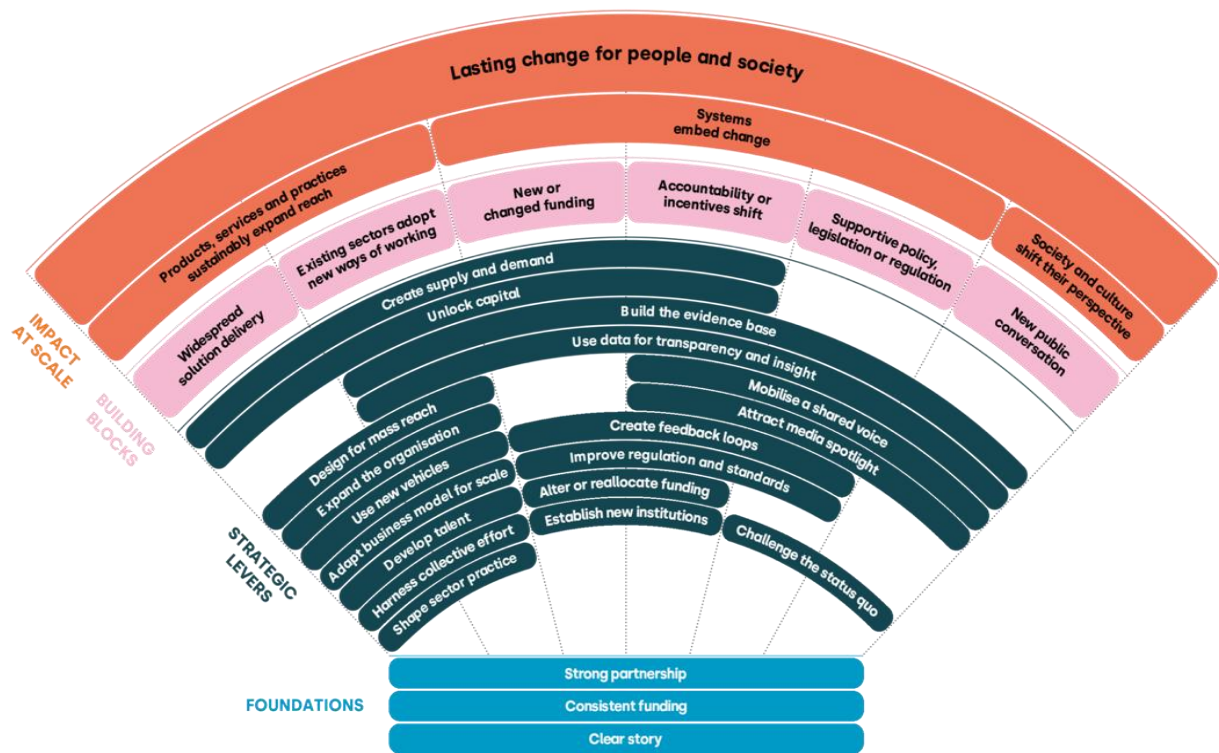 Lasting change for people and society
Systems
embed change
Products, services and practices
sustainably expand reach
Society and culture
shift their perspective
IMPACT
AT SCALE
Widespread
solution delivery
Existing sectors adopt
new ways of working
New or
changed funding
Accountability or
incentives shift
Supportive policy,
legislation or regulation
New public
conversation
BUILDING
BLOCKS
Create supply and demand
Unlock capital
Build the evidence base
Use data for transparency and insight
Mobilise a shared voice
Attract media spotlight
Design for mass reach
Expand the organisation
Use new vehicles
Adapt business model for scale
Develop talent
Harness collective effort
Shape sector practice
Create feedback loops
Improve regulation and standards
Alter or reallocate funding
Establish new institutions
Challenge the status quo
STRATEGIC
LEVERS
FOUNDATIONS
Strong partnership
Consistent funding
Clear story